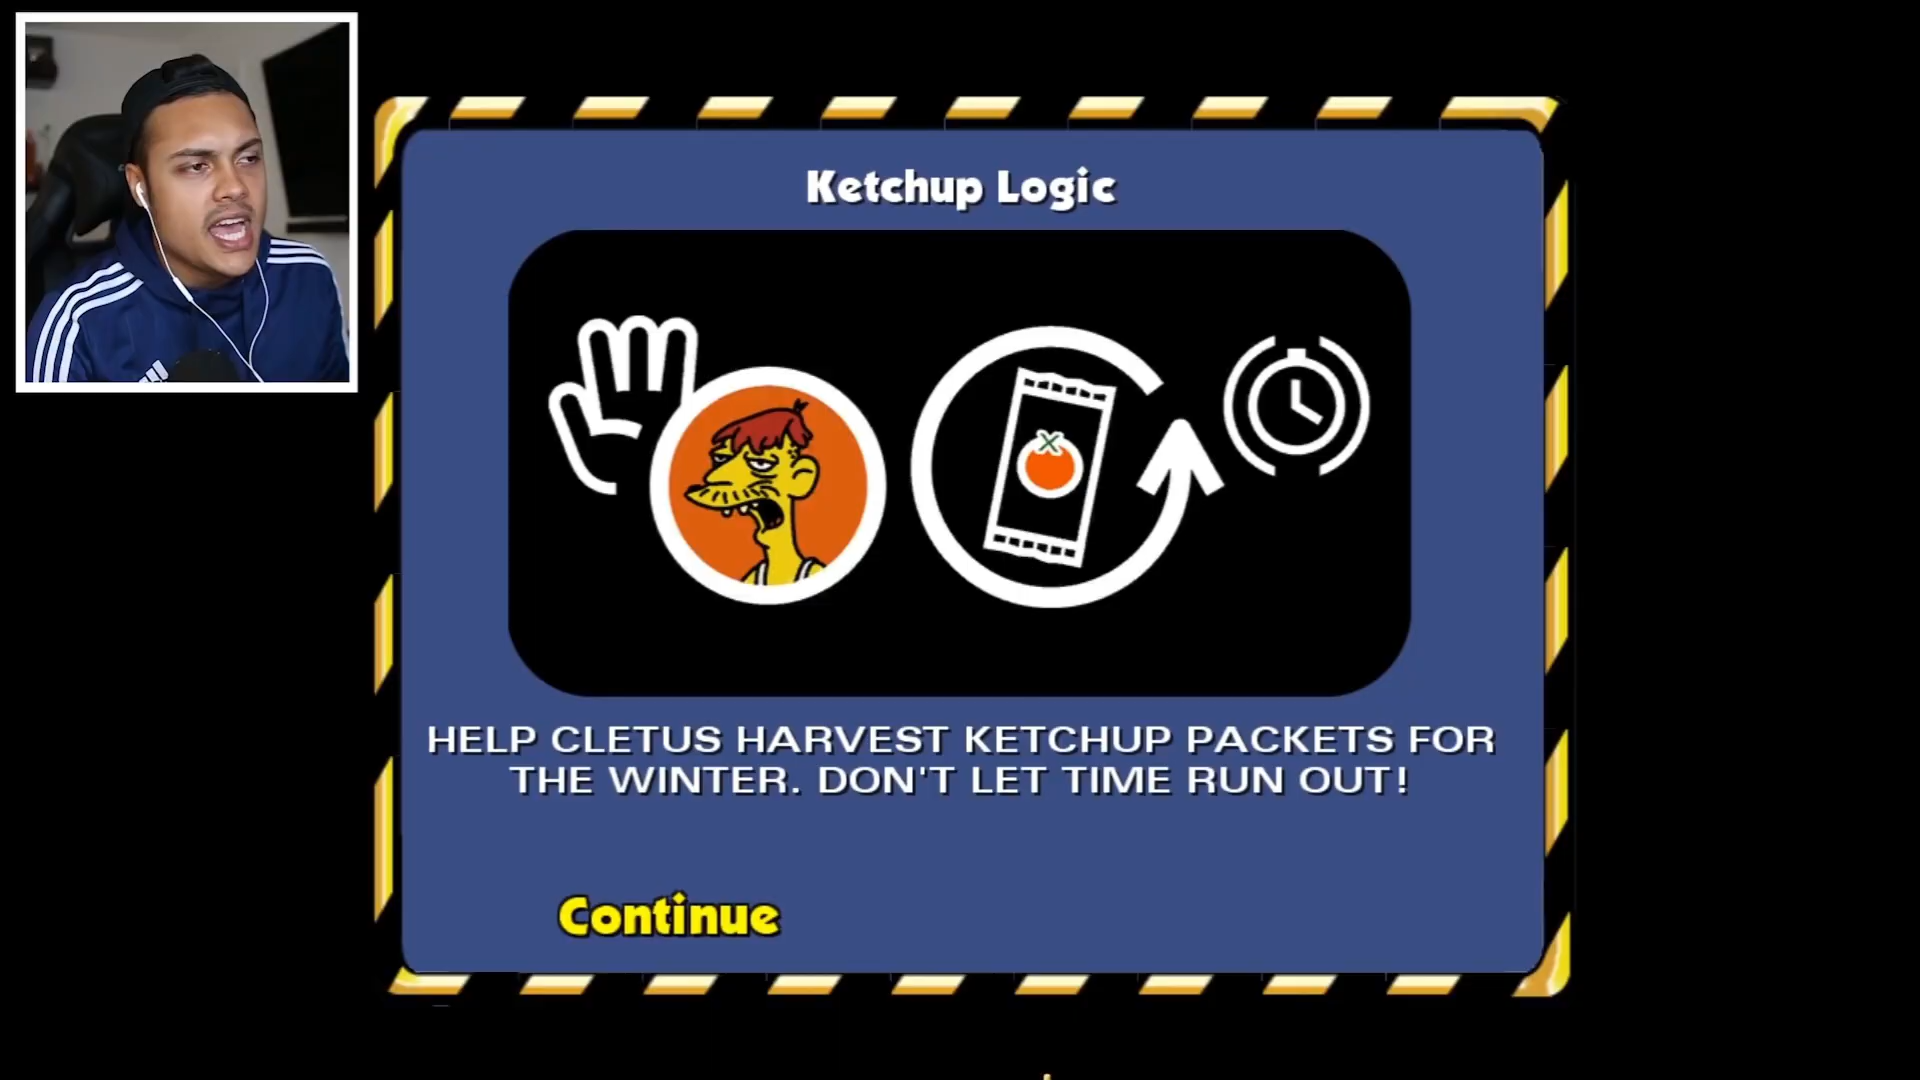 Ketchup Logic
HELP CLETUS HARVEST KETCHUP PACKETS FOR
THE WINTER. DON'T LET TIME RUN OUT!
Continue